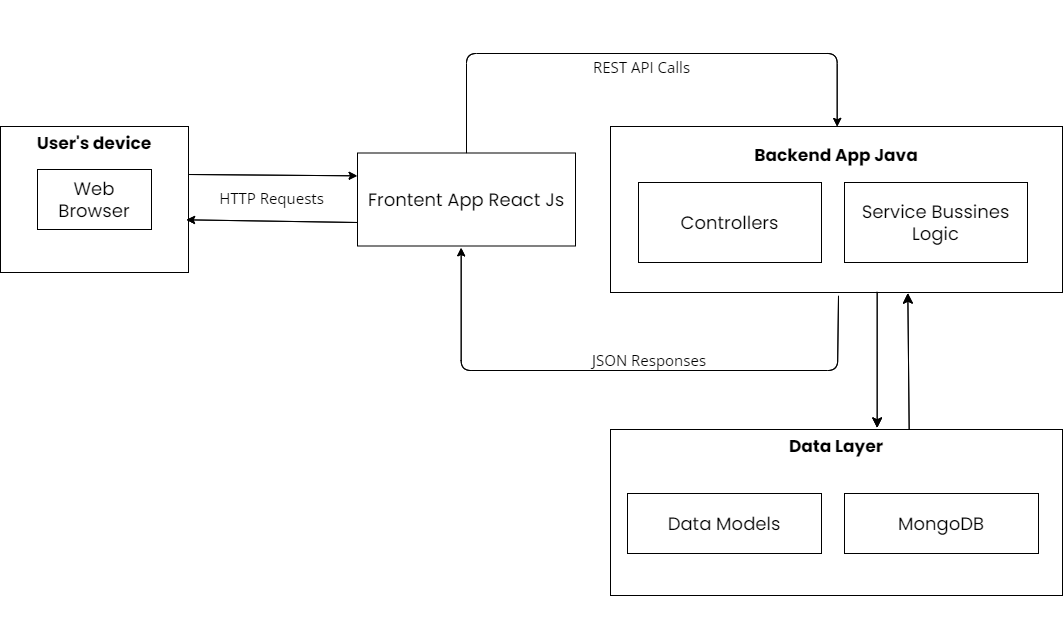 REST API Calls
User's device
Web
Browser
HTTP Requests
Frontent App React Js
Backend App Java
Controllers
Service Bussines
Logic
JSON Responses
Data Layer
Data Models
MongoDB